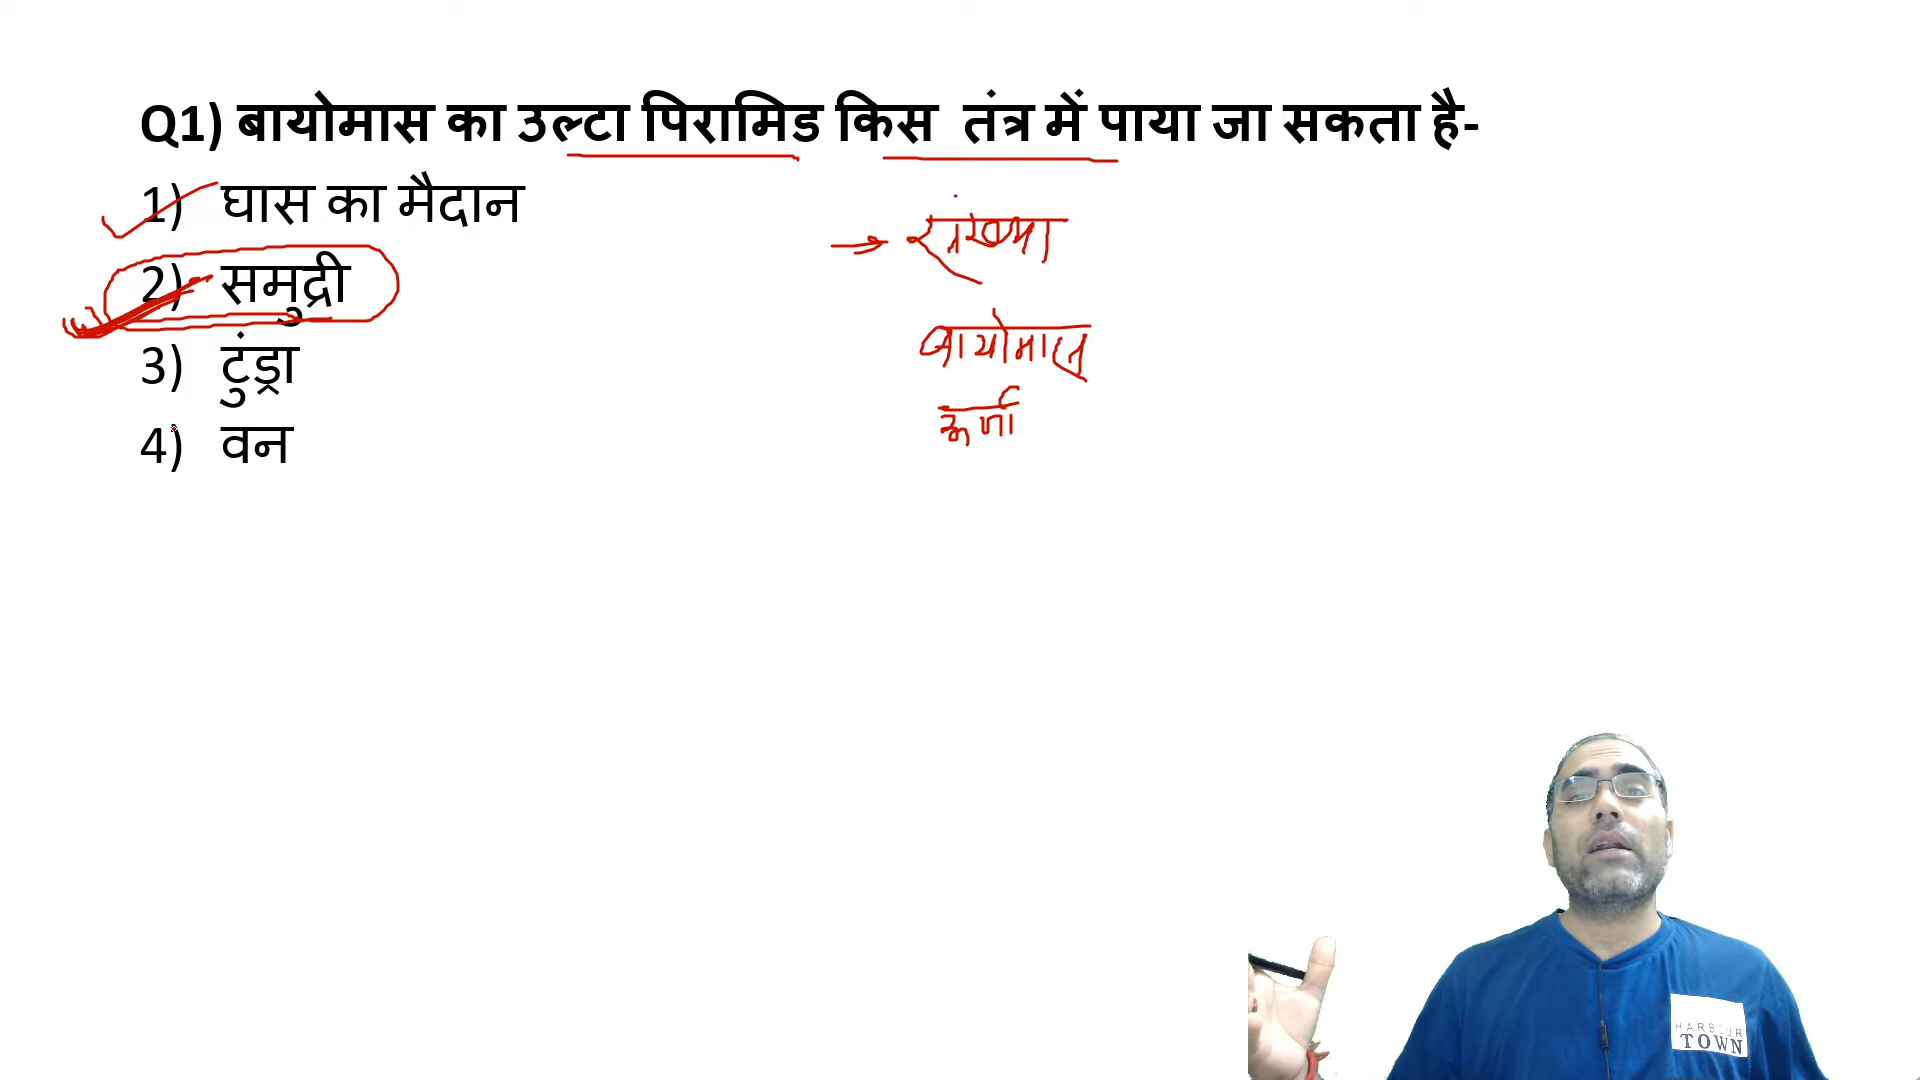 Q1) बायोमास का उल्टा पिरामिड किस तंत्र में पाया जा सकता है-
1) घास का मैदान
2) समुद्री
3) टुंड्रा
4) वन
संख्या
बायोमास
ऊर्जा
HARBOUR
TOWN